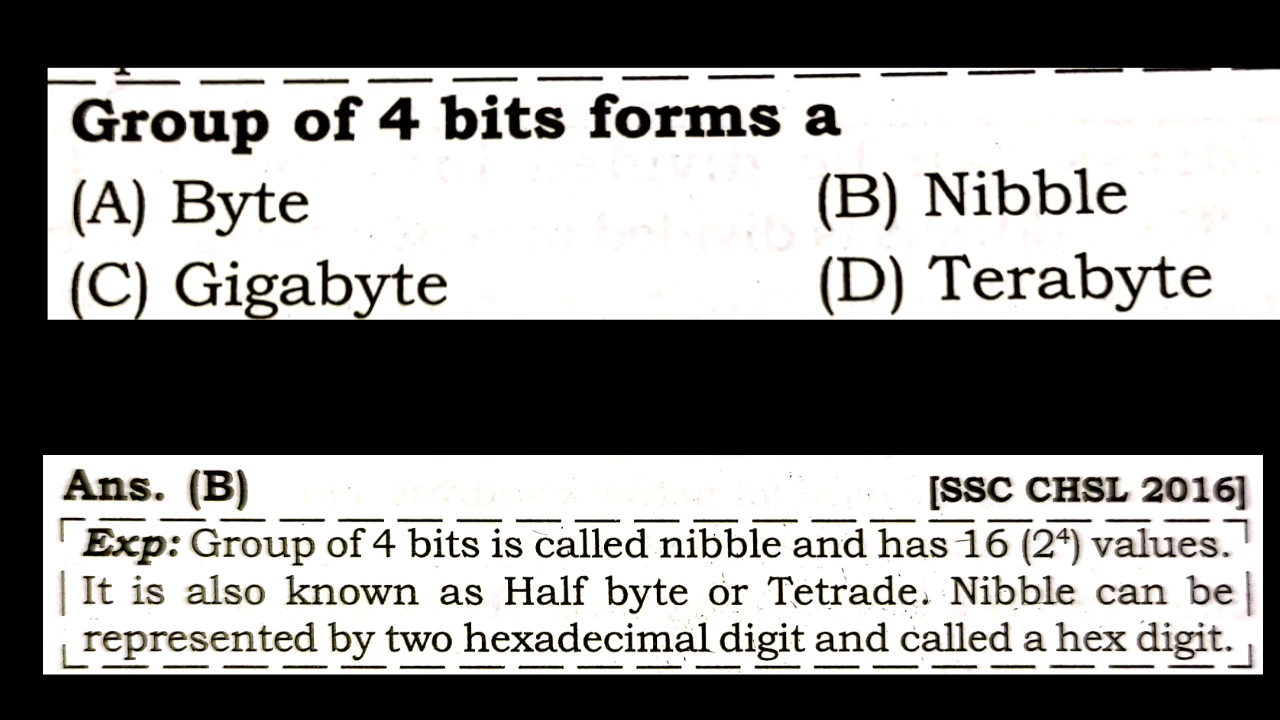 Group of 4 bits forms a
(A) Byte (B) Nibble
(C) Gigabyte (D) Terabyte
Ans. (B) [SSC CHSL 2016]
Exp: Group of 4 bits is called nibble and has 16 (2⁴) values.
It is also known as Half byte or Tetrade. Nibble can be
represented by two hexadecimal digit and called a hex digit.